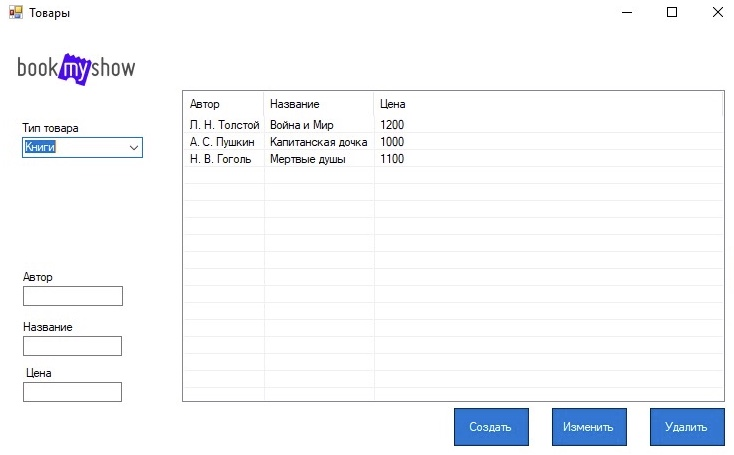 Товары
bookmyshow
Тип товара
Книги
Автор
Название
Цена
Автор Название Цена
Л. Н. Толстой Война и Мир 1200
А. С. Пушкин Капитанская дочка 1000
Н. В. Гоголь Мертвые душы 1100
Создать Изменить Удалить